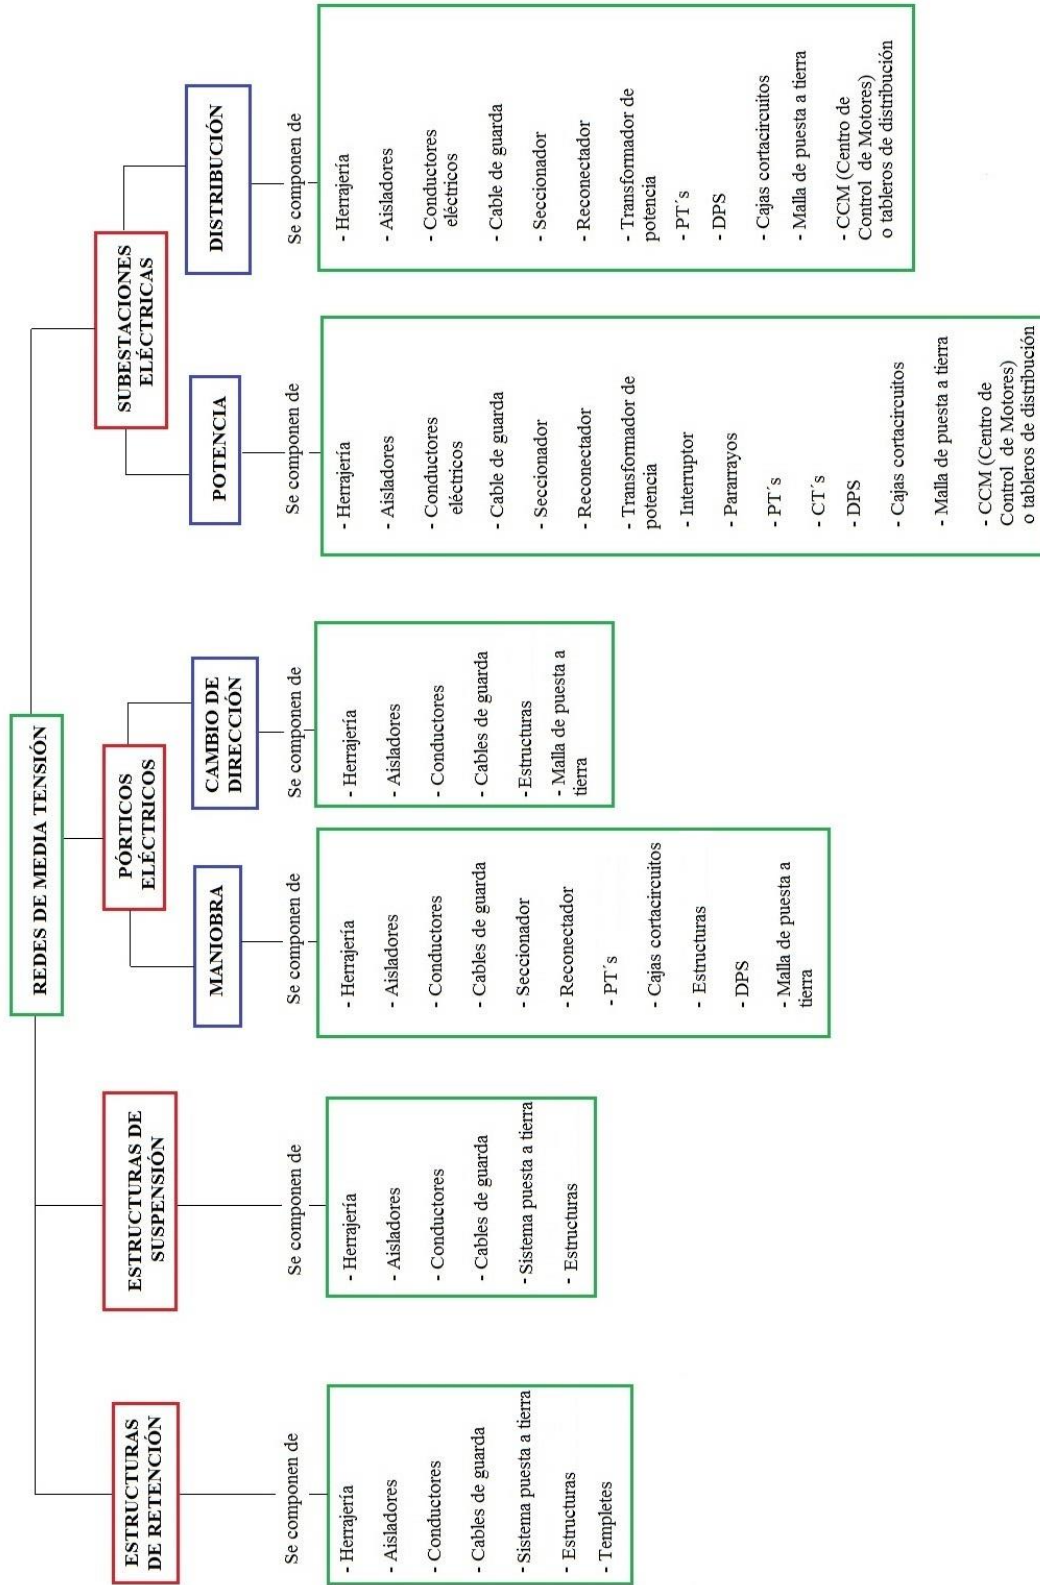 REDES DE MEDIA TENSIÓN
ESTRUCTURAS
DE RETENCIÓN
Se componen de
- Herrajería
- Aisladores
- Conductores
- Cables de guarda
- Sistema puesta a tierra
- Estructuras
- Templetes
ESTRUCTURAS DE
SUSPENSIÓN
Se componen de
- Herrajería
- Aisladores
- Conductores
- Cables de guarda
- Sistema puesta a tierra
- Estructuras
PÓRTICOS
ELÉCTRICOS
MANIOBRA
Se componen de
- Herrajería
- Aisladores
- Conductores
- Cables de guarda
- Seccionador
- Reconectador
- PT´s
- Cajas cortacircuitos
- Estructuras
- DPS
- Malla de puesta a
tierra
CAMBIO DE
DIRECCIÓN
Se componen de
- Herrajería
- Aisladores
- Conductores
- Cables de guarda
- Estructuras
- Malla de puesta a
tierra
SUBESTACIONES
ELÉCTRICAS
POTENCIA
Se componen de
- Herrajería
- Aisladores
- Conductores
eléctricos
- Cable de guarda
- Seccionador
- Reconectador
- Transformador de
potencia
- Interruptor
- Pararrayos
- PT´s
- CT´s
- DPS
- Cajas cortacircuitos
- Malla de puesta a tierra
- CCM (Centro de
Control de Motores)
o tableros de distribución
DISTRIBUCIÓN
Se componen de
- Herrajería
- Aisladores
- Conductores
eléctricos
- Cable de guarda
- Seccionador
- Reconectador
- Transformador de
potencia
- PT´s
- DPS
- Cajas cortacircuitos
- Malla de puesta a tierra
- CCM (Centro de
Control de Motores)
o tableros de distribución